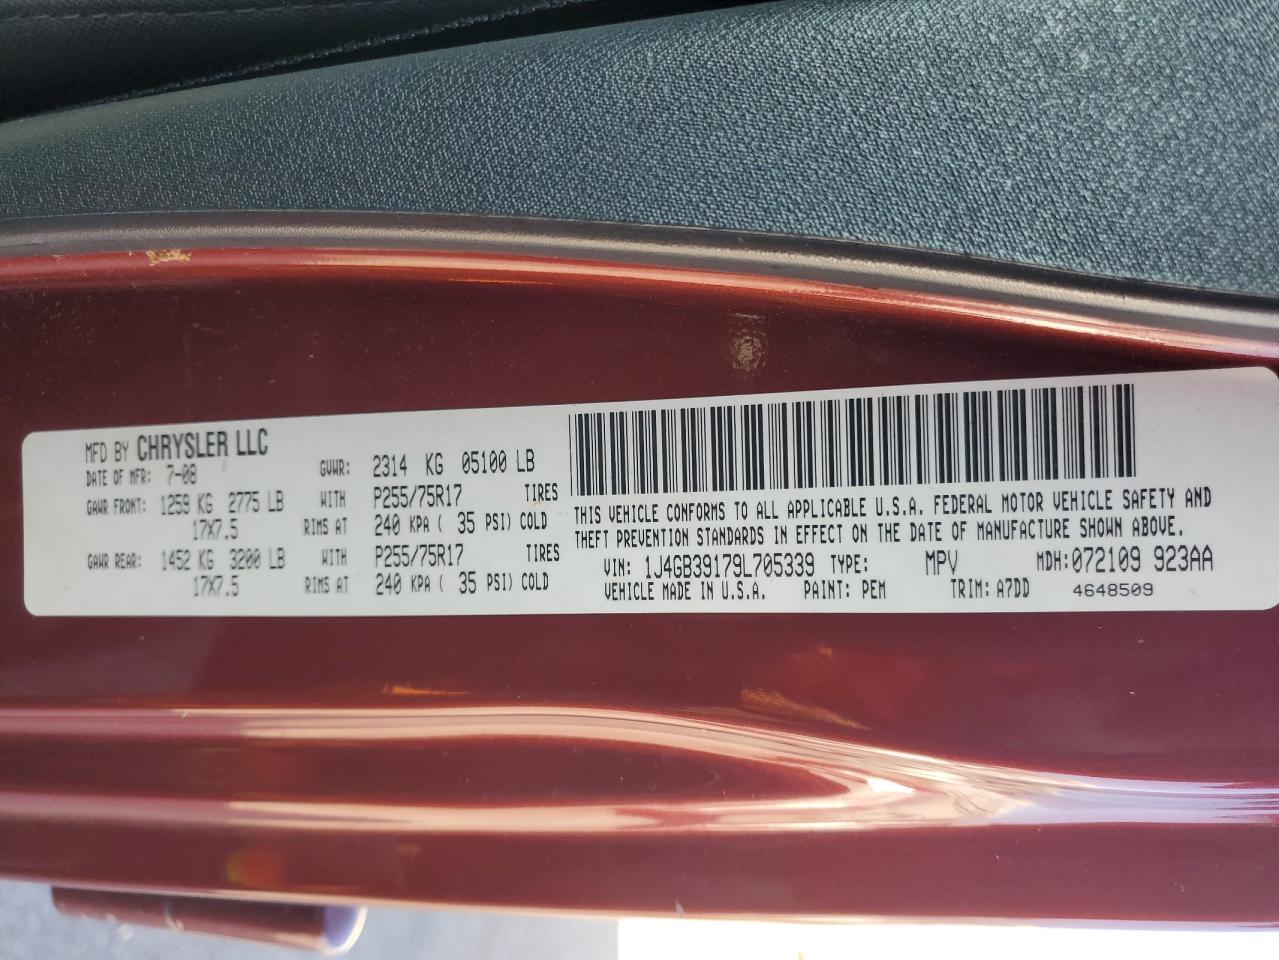 MFD BY CHRYSLER LLC
DATE OF MFR: 7-08 GVWR: 2314 KG 05100 LB
GAWR FRONT: 1259 KG 2775 LB WITH P255/75R17 TIRES
17X7.5 RIMS AT 240 KPA ( 35 PSI) COLD
GAWR REAR: 1452 KG 3200 LB WITH P255/75R17 TIRES
17X7.5 RIMS AT 240 KPA ( 35 PSI) COLD
THIS VEHICLE CONFORMS TO ALL APPLICABLE U.S.A. FEDERAL MOTOR VEHICLE SAFETY AND
THEFT PREVENTION STANDARDS IN EFFECT ON THE DATE OF MANUFACTURE SHOWN ABOVE.
VIN: 1J4GB39179L705339 TYPE: MPV MDH:072109 923AA
VEHICLE MADE IN U.S.A. PAINT: PEM TRIM: A7DD 4648509